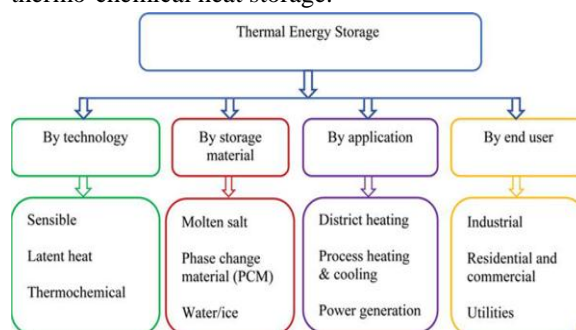 thermo-chemical heat storage.
Thermal Energy Storage
By technology
By storage
material
By application
By end user
Sensible
Latent heat
Thermochemical
Molten salt
Phase change
material (PCM)
Water/ice
District heating
Process heating
& cooling
Power generation
Industrial
Residential and
commercial
Utilities